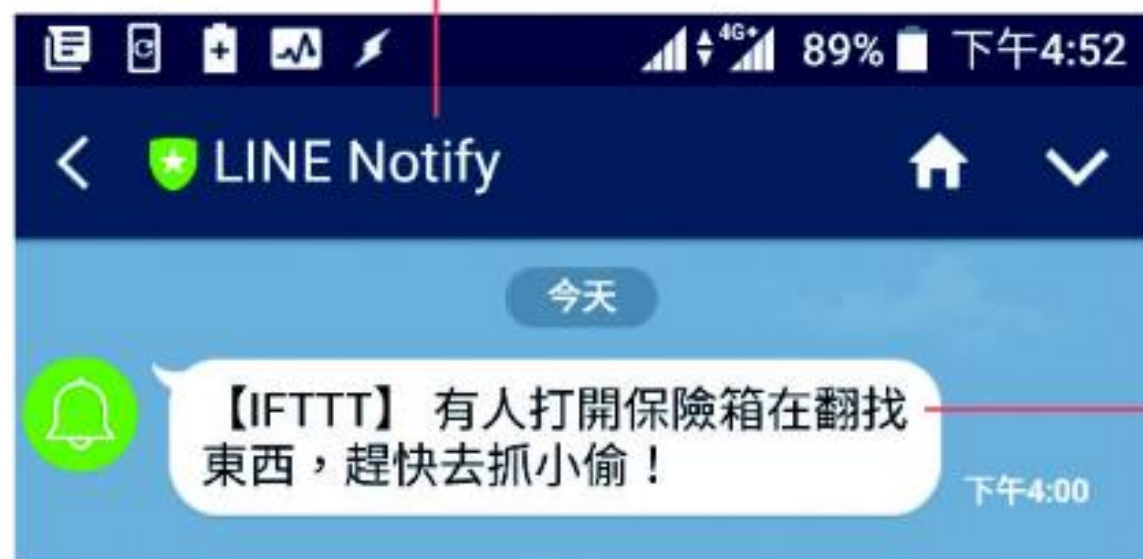 4G+ 89% 下午4:52
LINE Notify
今天
【IFTTT】 有人打開保險箱在翻找
東西，趕快去抓小偷！
下午4:00